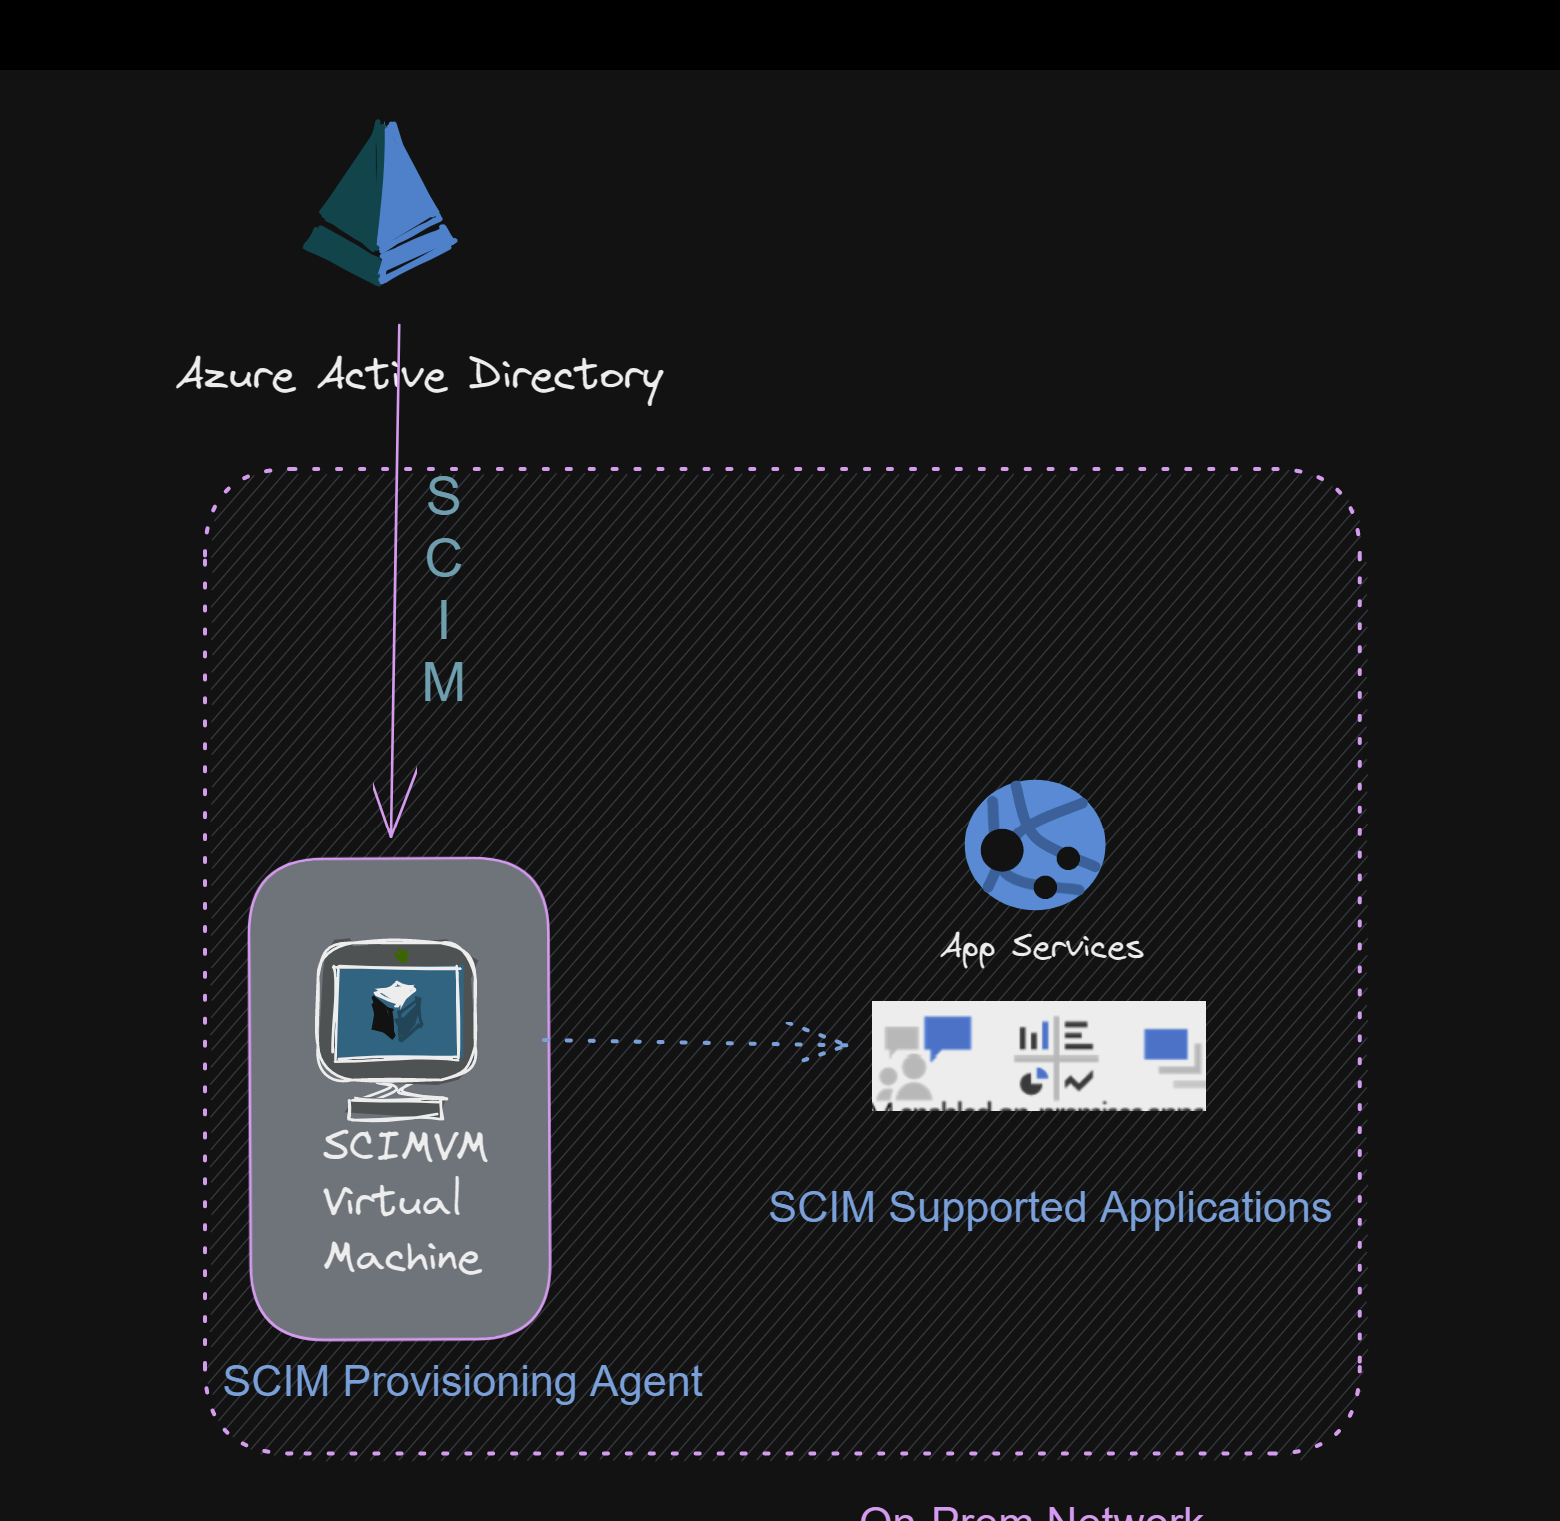 Azure Active Directory
S
C
I
M
App Services
SCIMVM
Virtual
Machine
SCIM Supported Applications
SCIM Provisioning Agent
On-Prem Network